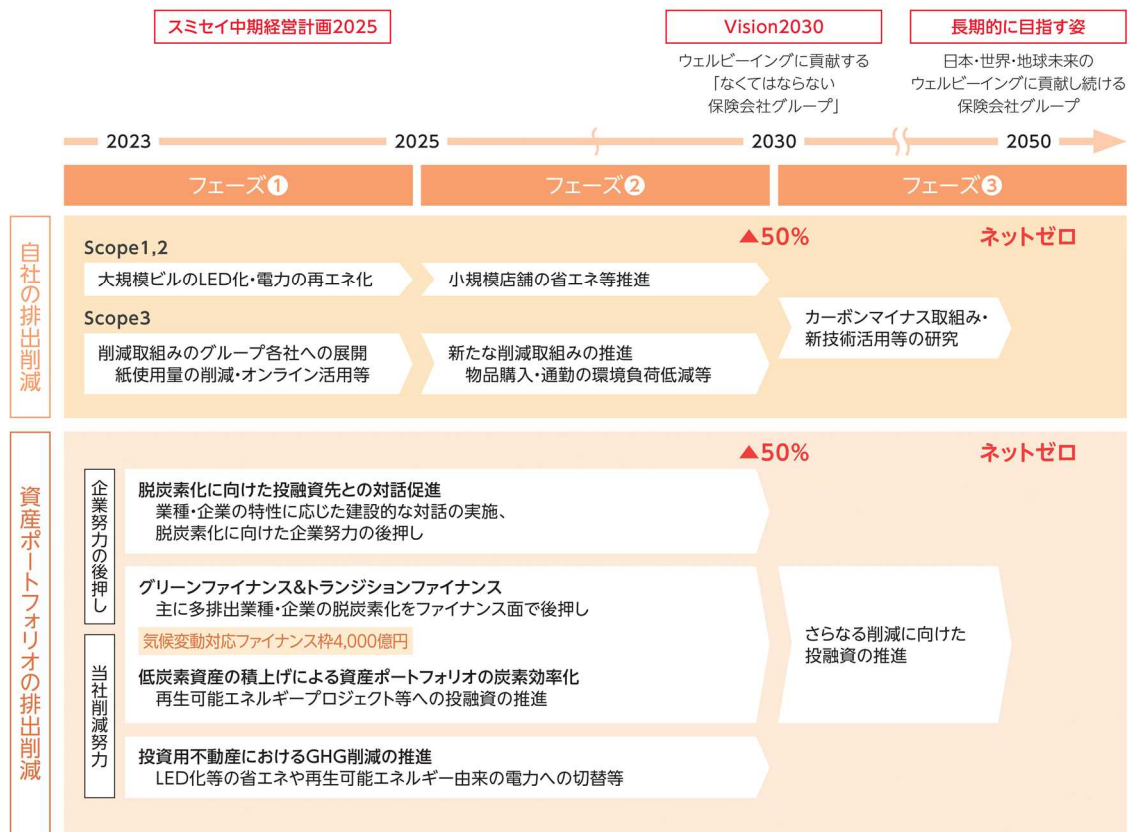 スミセイ中期経営計画2025
Vision2030
ウェルビーイングに貢献する
「なくてはならない
保険会社グループ」
長期的に目指す姿
日本・世界・地球未来の
ウェルビーイングに貢献し続ける
保険会社グループ
2023
2025
2030
2050
フェーズ❶
フェーズ❷
フェーズ❸
自社の排出削減
▲50%
ネットゼロ
Scope1,2
大規模ビルのLED化・電力の再エネ化
小規模店舗の省エネ等推進
Scope3
削減取組みのグループ各社への展開
紙使用量の削減・オンライン活用等
新たな削減取組みの推進
物品購入・通勤の環境負荷低減等
カーボンマイナス取組み・
新技術活用等の研究
資産ポートフォリオの排出削減
▲50%
ネットゼロ
企業努力の後押し
脱炭素化に向けた投融資先との対話促進
業種・企業の特性に応じた建設的な対話の実施、
脱炭素化に向けた企業努力の後押し
グリーンファイナンス&トランジションファイナンス
主に多排出業種・企業の脱炭素化をファイナンス面で後押し
気候変動対応ファイナンス枠4,000億円
当社削減努力
低炭素資産の積上げによる資産ポートフォリオの炭素効率化
再生可能エネルギープロジェクト等への投融資の推進
投資用不動産におけるGHG削減の推進
LED化等の省エネや再生可能エネルギー由来の電力への切替等
さらなる削減に向けた
投融資の推進